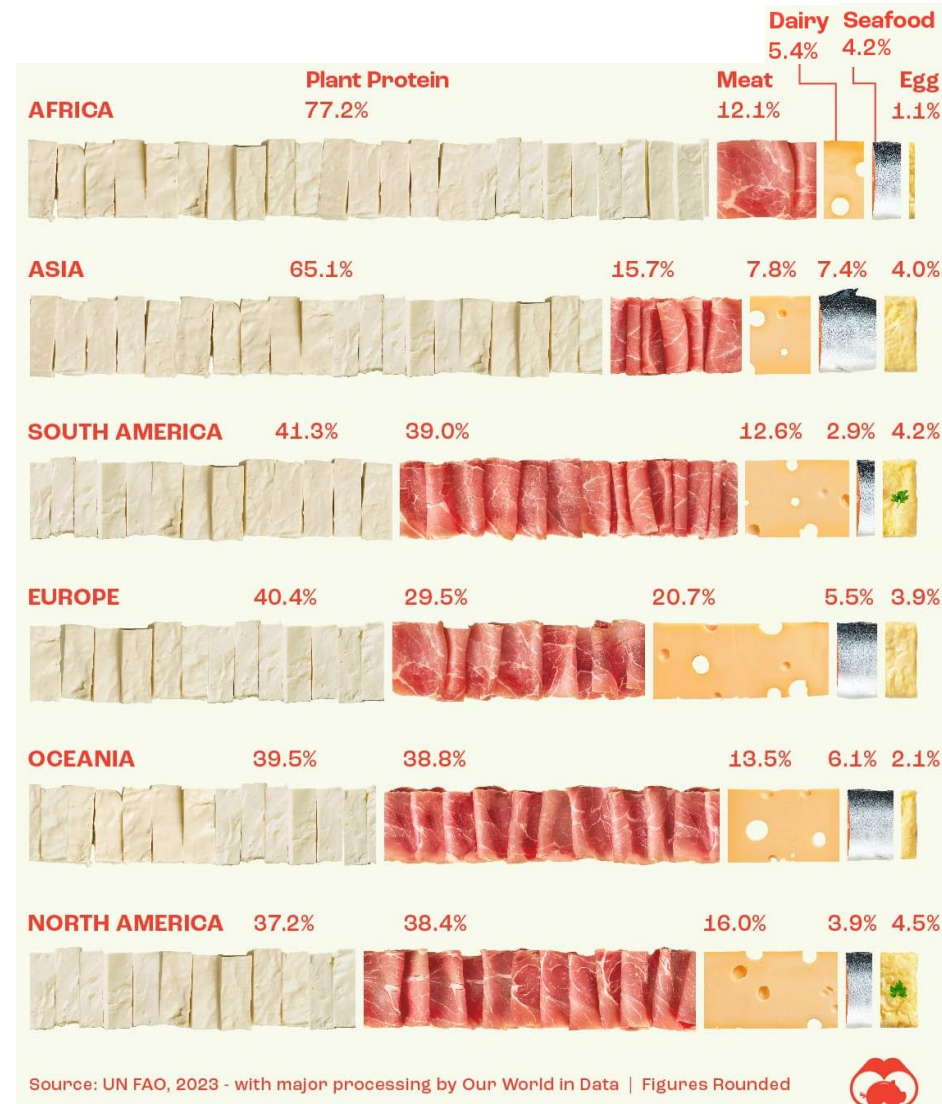 Dairy Seafood
5.4% 4.2%
Plant Protein Meat Egg
AFRICA 77.2% 12.1% 1.1%
ASIA 65.1% 15.7% 7.8% 7.4% 4.0%
SOUTH AMERICA 41.3% 39.0% 12.6% 2.9% 4.2%
EUROPE 40.4% 29.5% 20.7% 5.5% 3.9%
OCEANIA 39.5% 38.8% 13.5% 6.1% 2.1%
NORTH AMERICA 37.2% 38.4% 16.0% 3.9% 4.5%
Source: UN FAO, 2023 - with major processing by Our World in Data | Figures Rounded